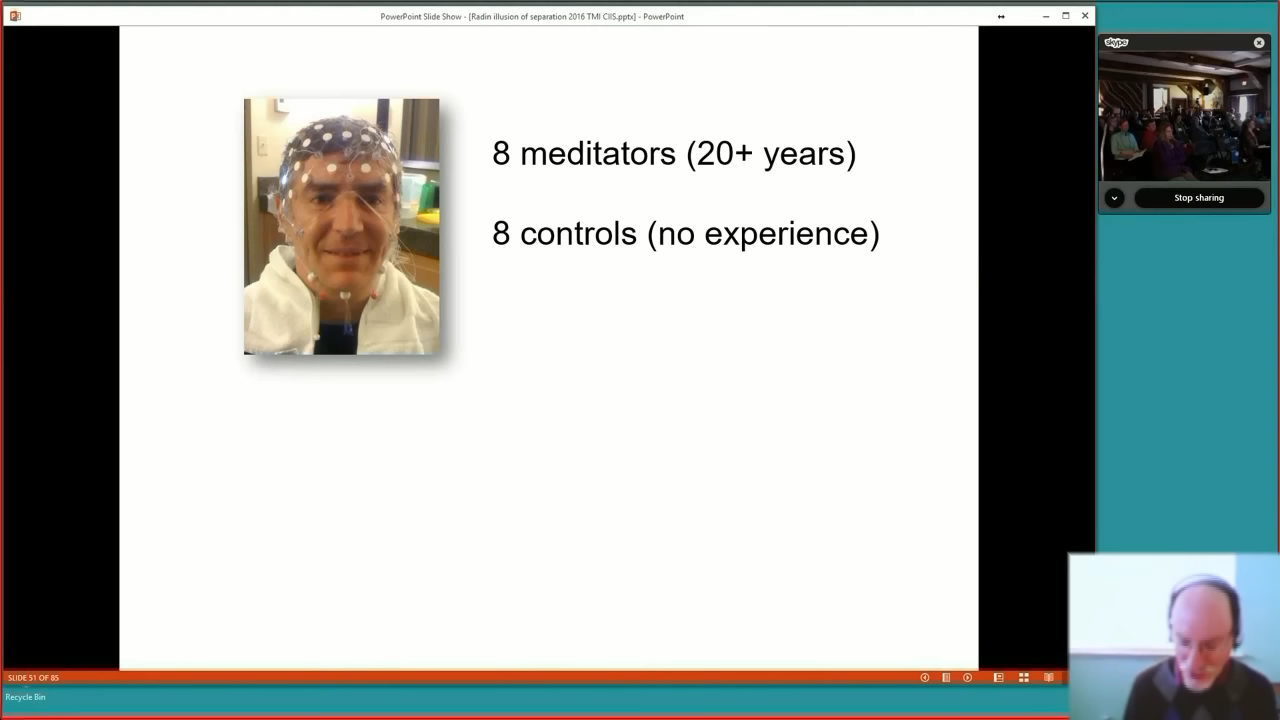 PowerPoint Slide Show - [Radin illusion of separation 2016 TMI CIIS.pptx] - PowerPoint
skype
8 meditators (20+ years)
Stop sharing
8 controls (no experience)
SLIDE 51 OF 85
Recycle Bin